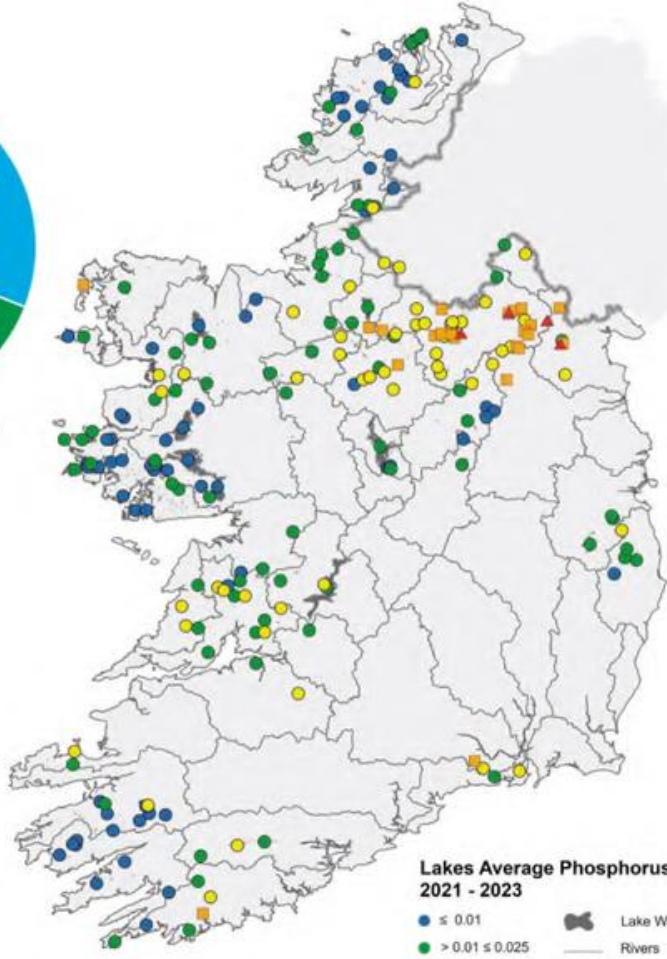 Lakes Average Phosphorus
2021 - 2023
≤ 0.01
Lake W
> 0.01 ≤ 0.025
Rivers